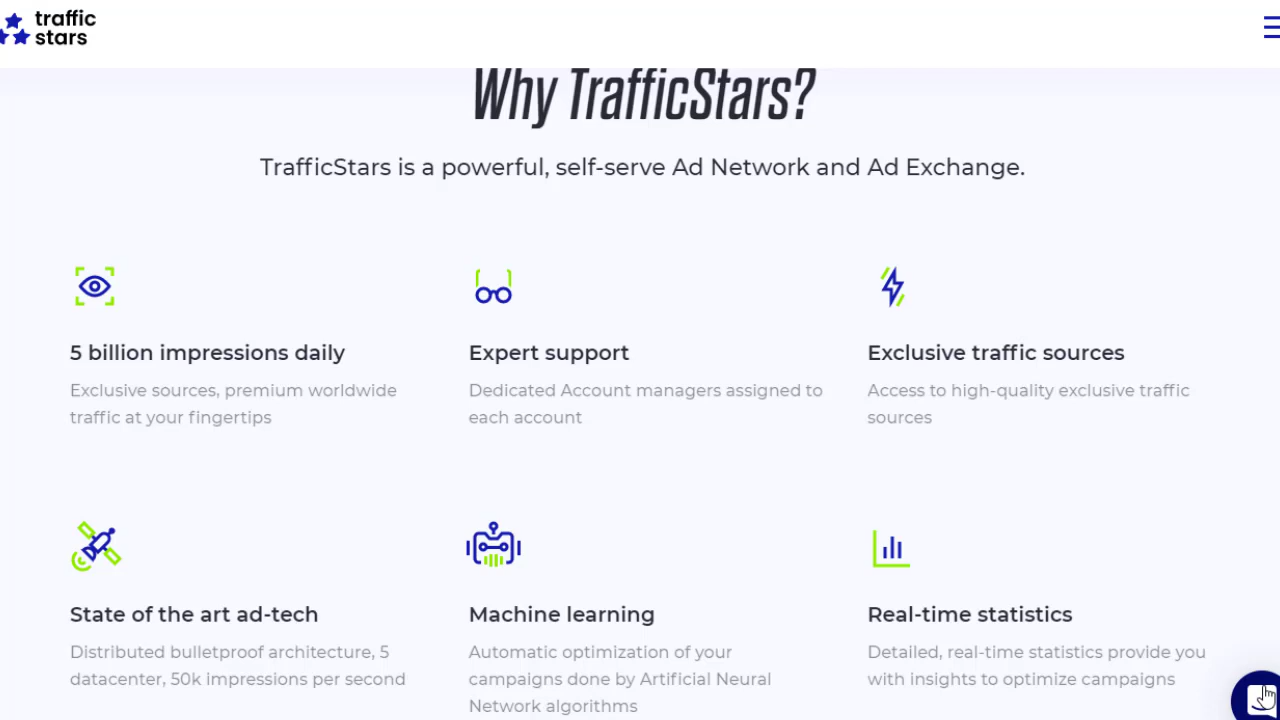 traffic
stars
Why TrafficStars?
TrafficStars is a powerful, self-serve Ad Network and Ad Exchange.
5 billion impressions daily
Exclusive sources, premium worldwide
traffic at your fingertips
Expert support
Dedicated Account managers assigned to
each account
Exclusive traffic sources
Access to high-quality exclusive traffic
sources
State of the art ad-tech
Distributed bulletproof architecture, 5
datacenter, 50k impressions per second
Machine learning
Automatic optimization of your
campaigns done by Artificial Neural
Network algorithms
Real-time statistics
Detailed, real-time statistics provide you
with insights to optimize campaigns